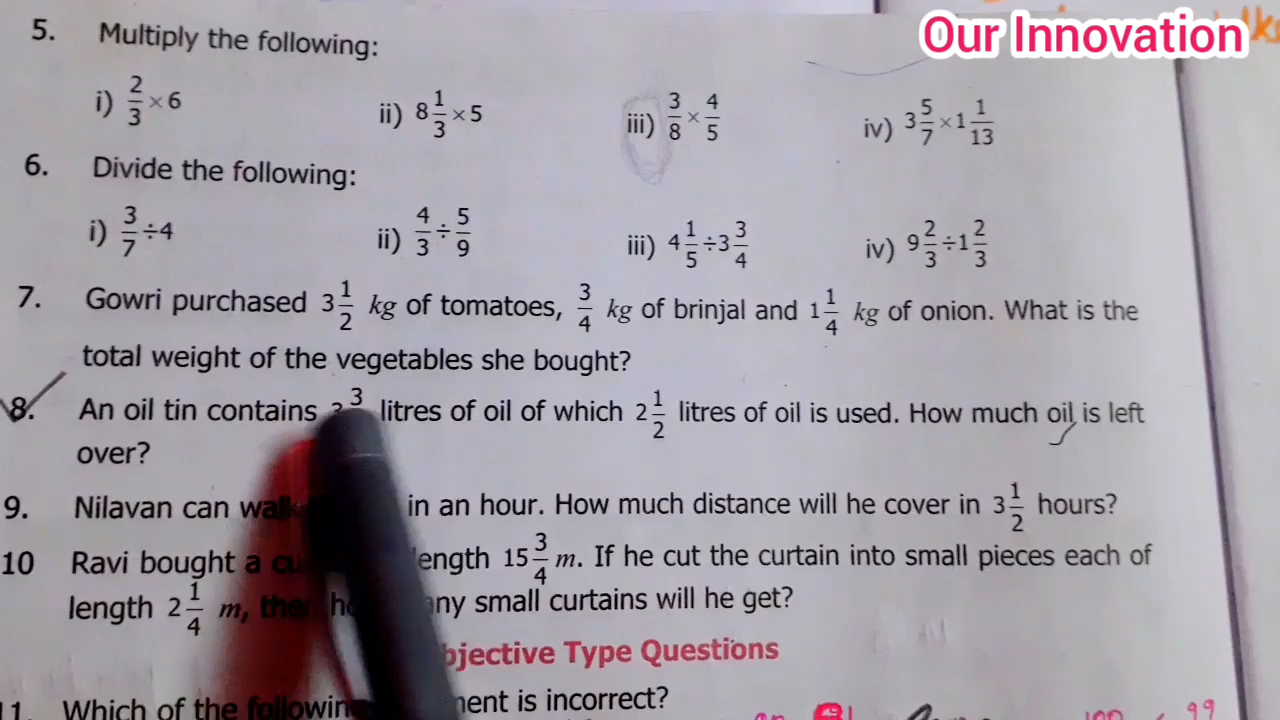 Our Innovation
5. Multiply the following:
i) 2/3 × 6 ii) 8 1/3 × 5 iii) 3/8 × 4/5 iv) 3 5/7 × 1 1/13
6. Divide the following:
i) 3/7 ÷ 4 ii) 4/3 ÷ 5/9 iii) 4 1/5 ÷ 3 3/4 iv) 9 2/3 ÷ 1 2/3
7. Gowri purchased 3 1/2 kg of tomatoes, 3/4 kg of brinjal and 1 1/4 kg of onion. What is the
total weight of the vegetables she bought?
8. An oil tin contains litres of oil of which 2 1/2 litres of oil is used. How much oil is left
over?
9. Nilavan can walk in an hour. How much distance will he cover in 3 1/2 hours?
10 Ravi bought a length 15 3/4 m. If he cut the curtain into small pieces each of
length 2 1/4 m, then small curtains will he get?
Type Questions
11. Which of the following is incorrect?
99